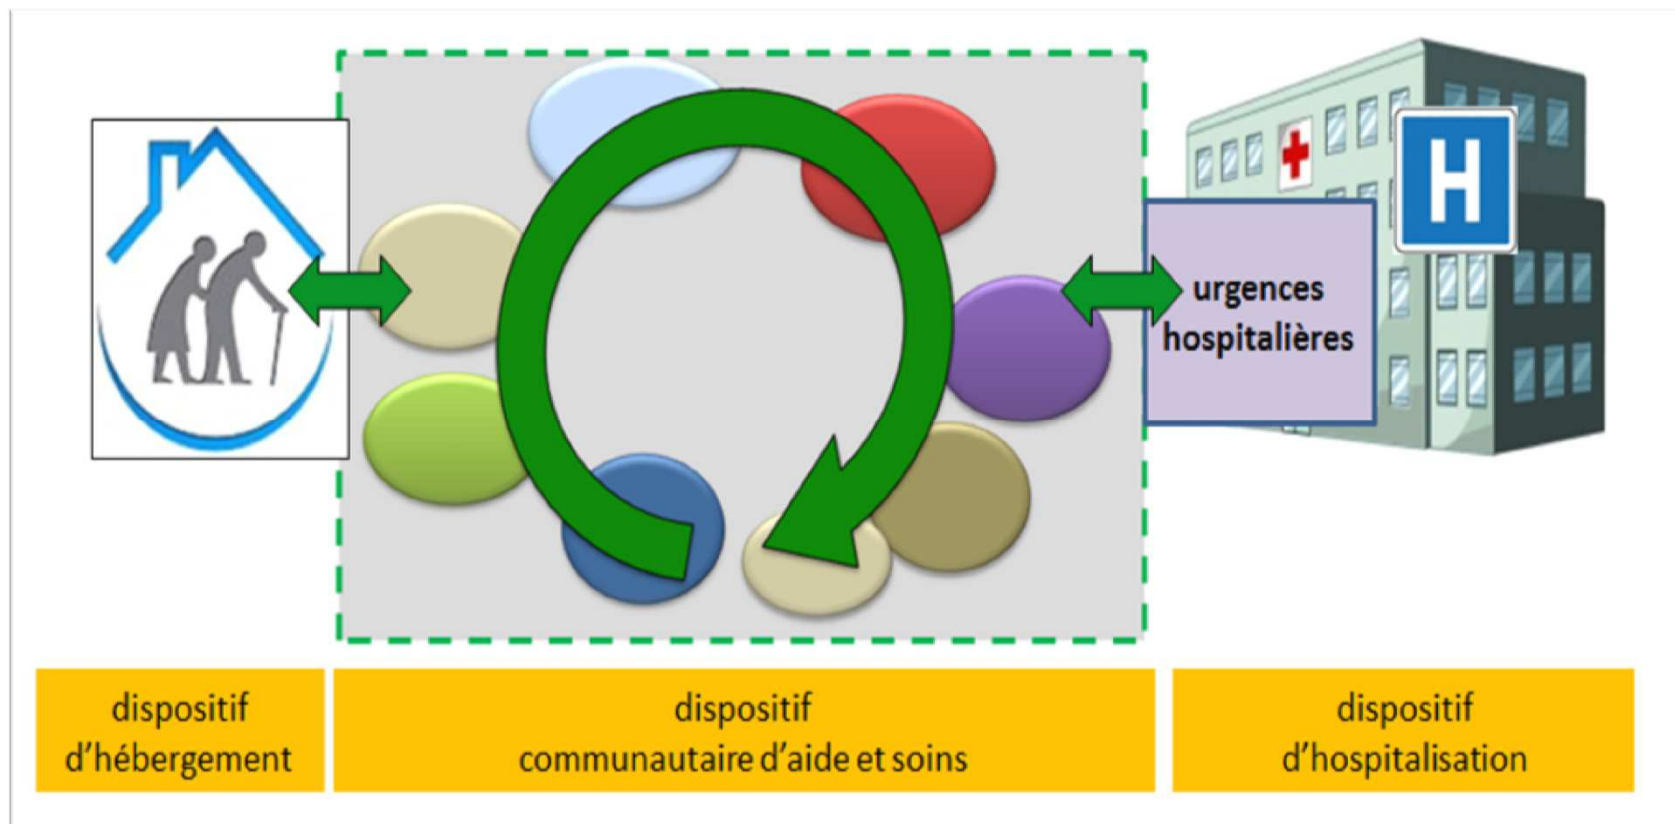 H
urgences
hospitalières
dispositif
d'hébergement
dispositif
communautaire d'aide et soins
dispositif
d'hospitalisation